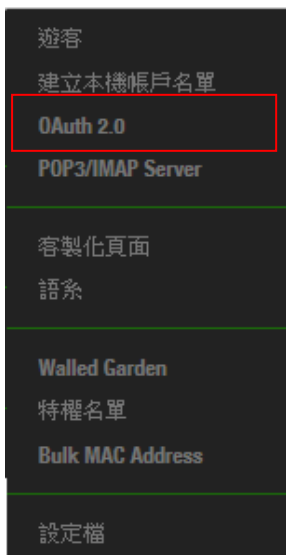 遊客
建立本機帳戶名單
OAuth 2.0
POP3/IMAP Server
客製化頁面
語系
Walled Garden
特權名單
Bulk MAC Address
設定檔